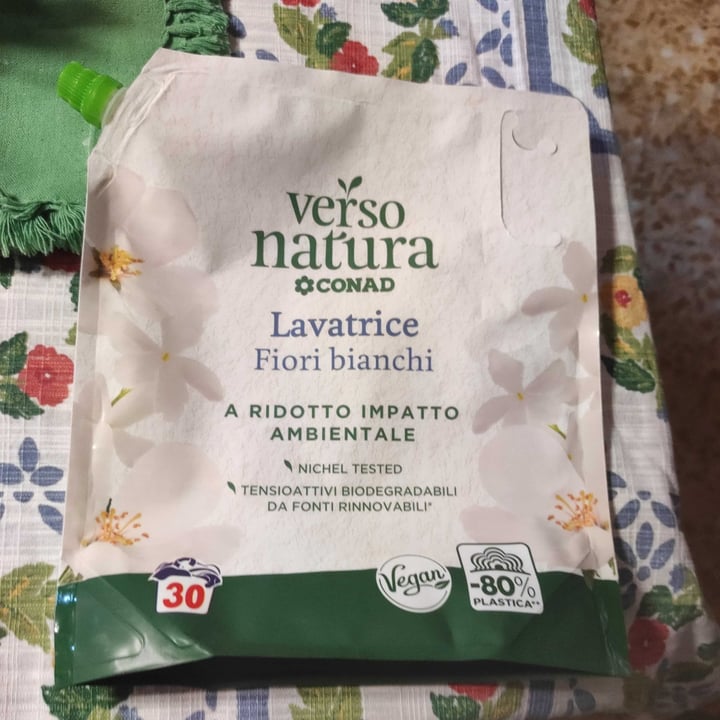 verso
natura
CONAD
Lavatrice
Fiori bianchi
A RIDOTTO IMPATTO
AMBIENTALE
NICHEL TESTED
TENSIOATTIVI BIODEGRADABILI
DA FONTI RINNOVABILI*
30
Vegan
-80%
PLASTICA**